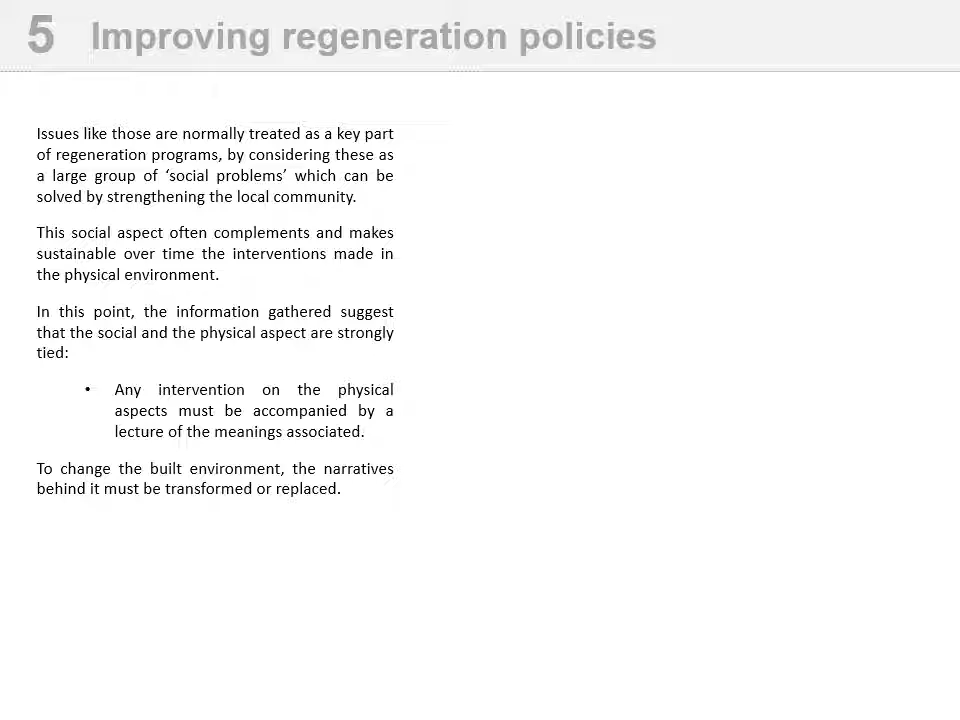 5 Improving regeneration policies
Issues like those are normally treated as a key part
of regeneration programs, by considering these as
a large group of ‘social problems’ which can be
solved by strengthening the local community.
This social aspect often complements and makes
sustainable over time the interventions made in
the physical environment.
In this point, the information gathered suggest
that the social and the physical aspect are strongly
tied:
• Any intervention on the physical
aspects must be accompanied by a
lecture of the meanings associated.
To change the built environment, the narratives
behind it must be transformed or replaced.